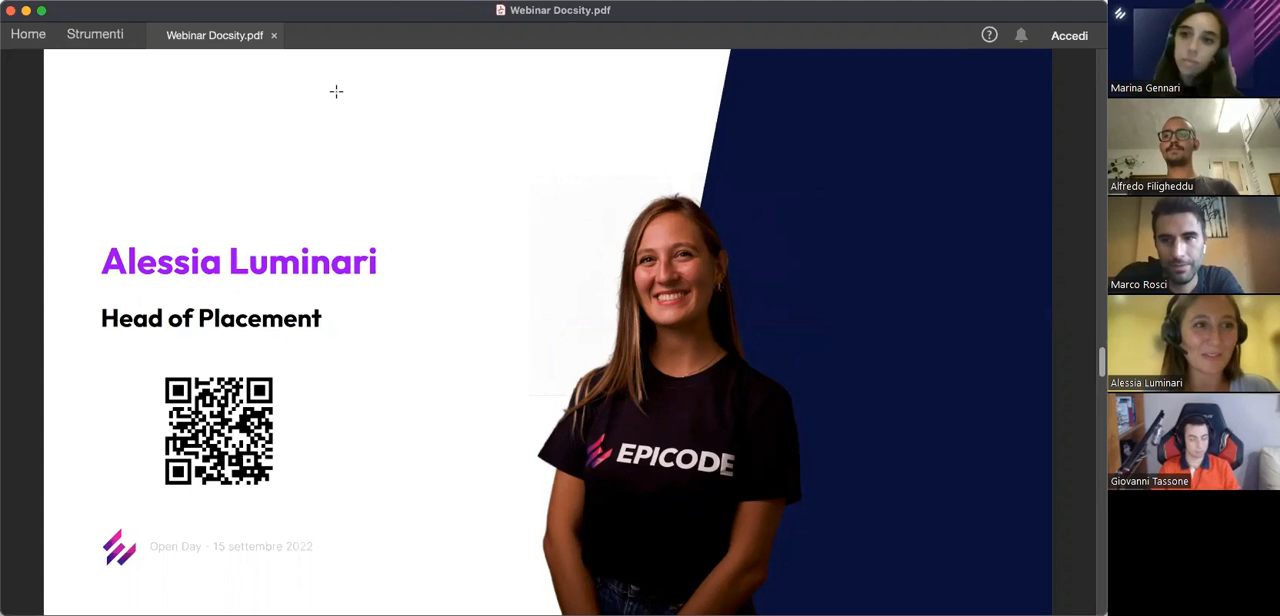 Webinar Docsity.pdf
Home Strumenti Webinar Docsity.pdf × ? Accedi
Alessia Luminari
Head of Placement
EPICODE
Open Day - 15 settembre 2022
Marina Gennari
Alfredo Filigheddu
Marco Rosci
Alessia Luminari
Giovanni Tassone